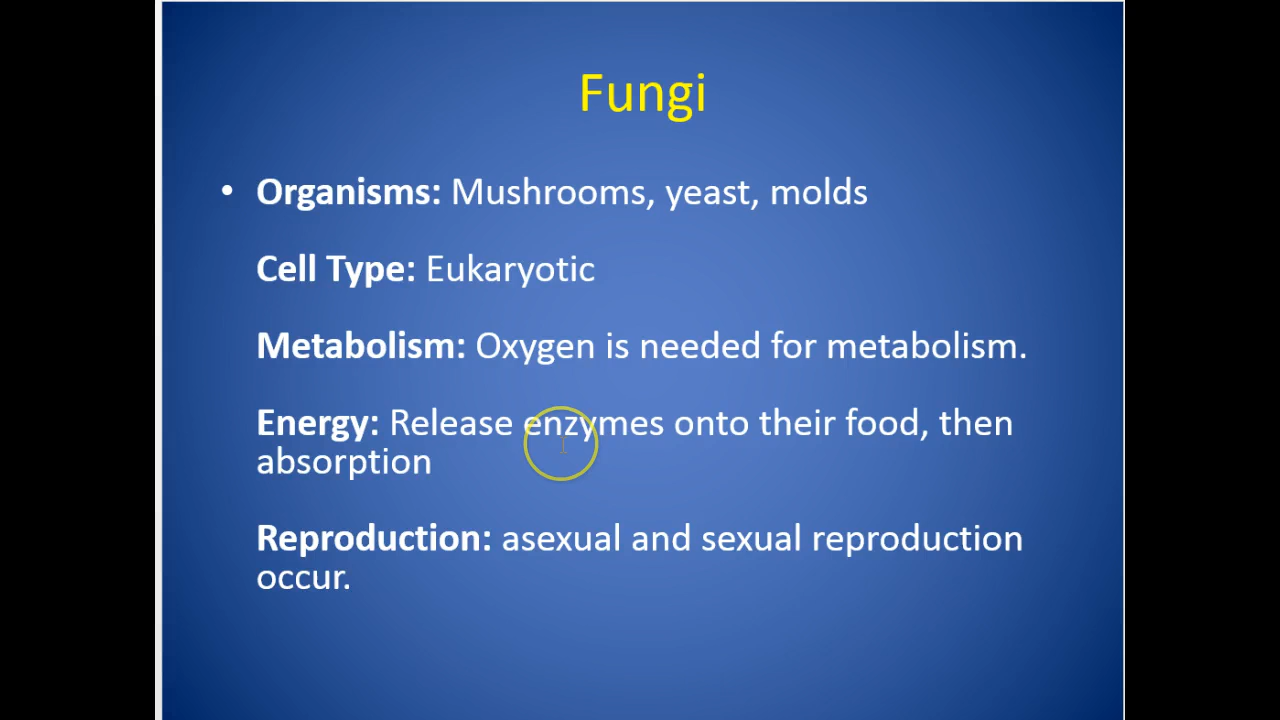 Fungi
• Organisms: Mushrooms, yeast, molds
Cell Type: Eukaryotic
Metabolism: Oxygen is needed for metabolism.
Energy: Release enzymes onto their food, then
absorption
Reproduction: asexual and sexual reproduction
occur.